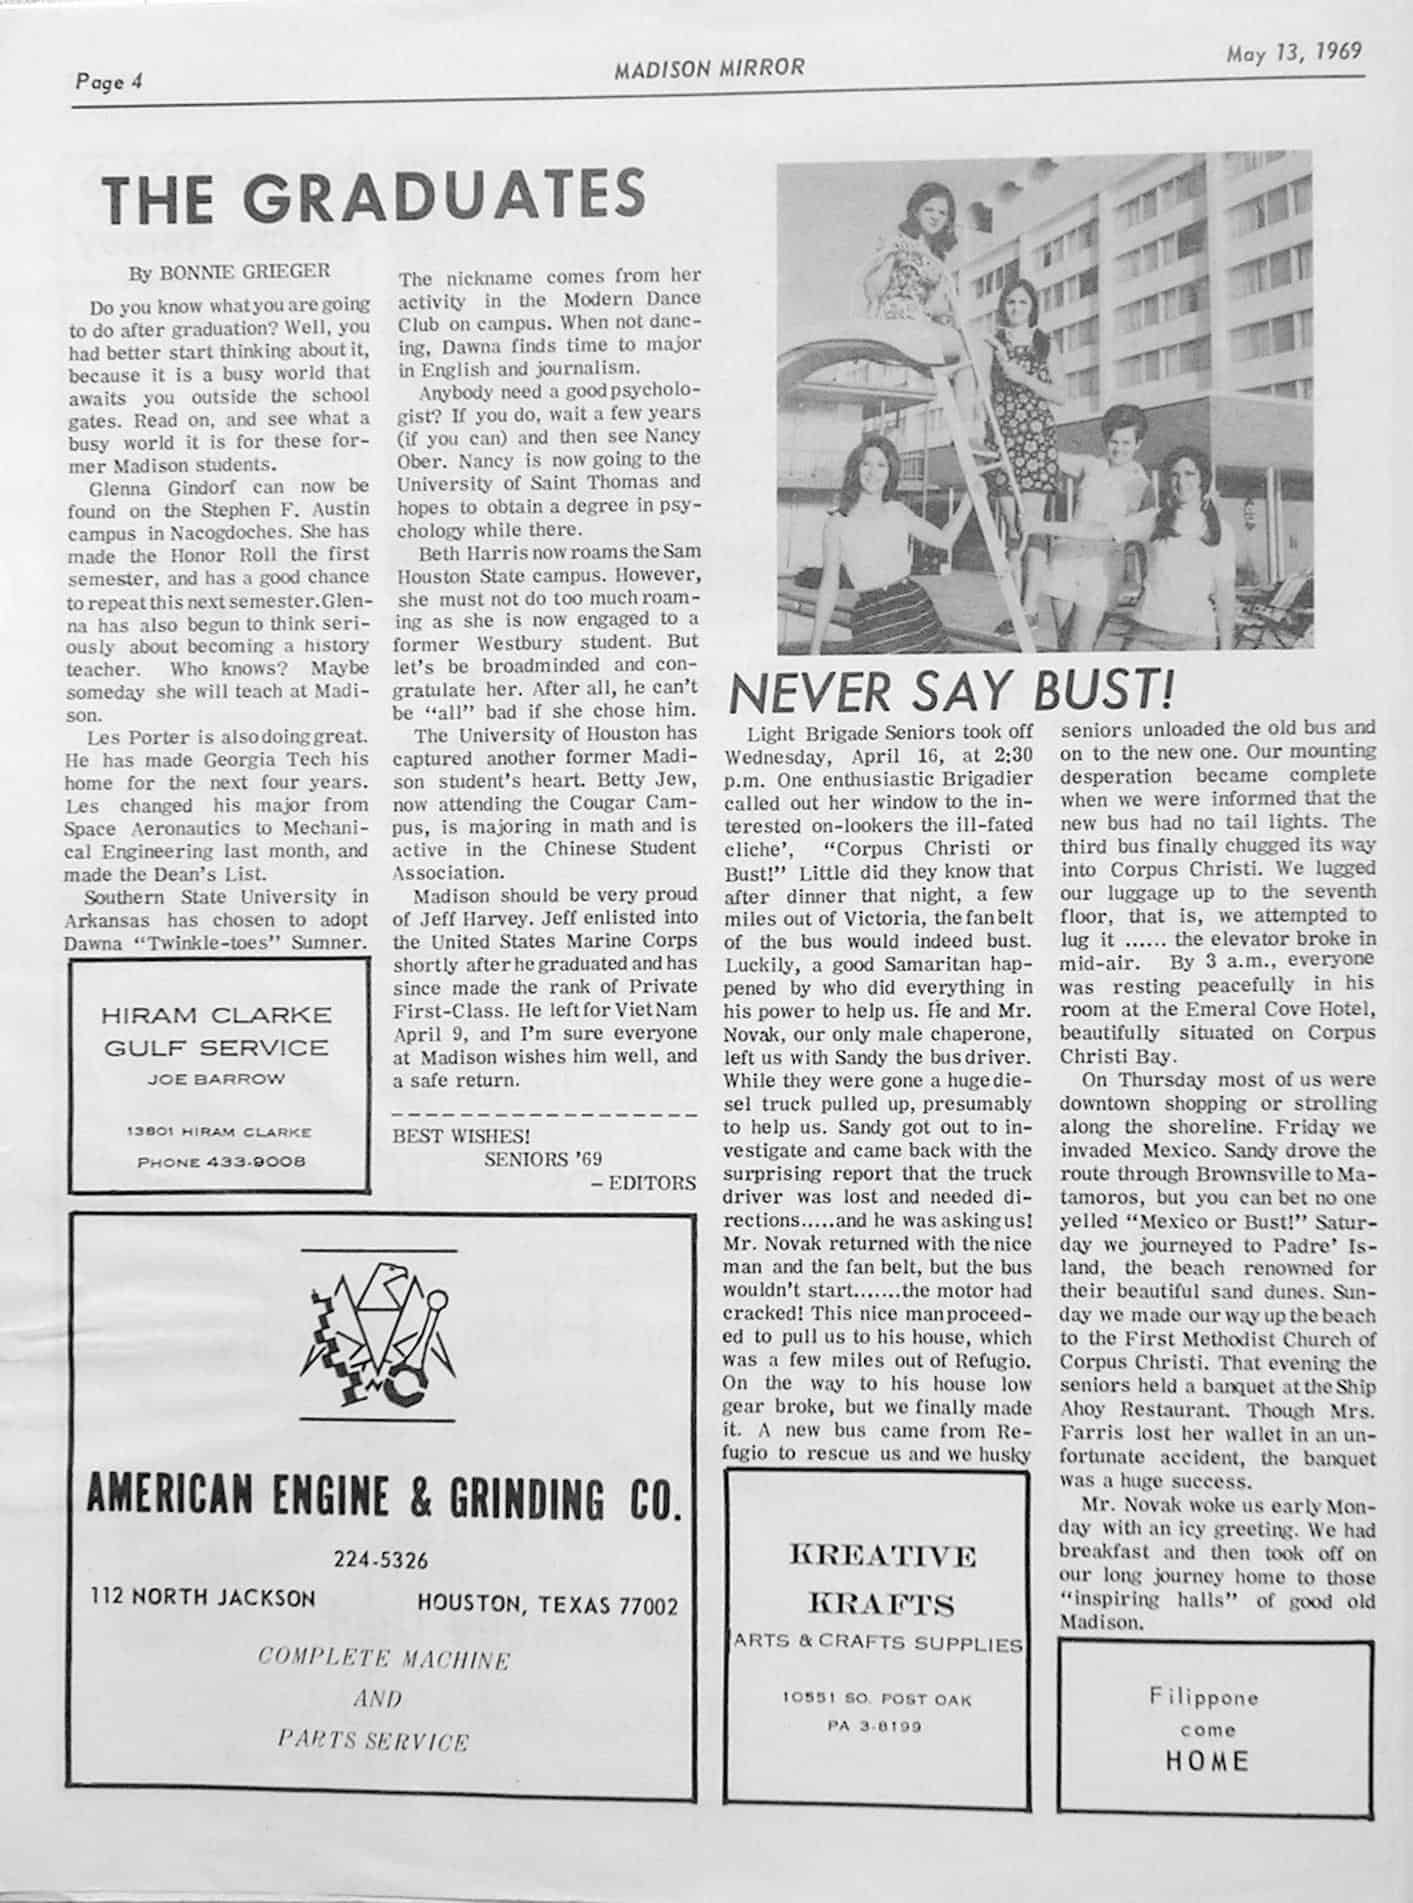 Page 4
MADISON MIRROR
May 13, 1969
THE GRADUATES
By BONNIE GRIEGER
Do you know what you are going
to do after graduation? Well, you
had better start thinking about it,
because it is a busy world that
awaits you outside the school
gates. Read on, and see what a
busy world it is for these for-
mer Madison students.
Glenna Gindorf can now be
found on the Stephen F. Austin
campus in Nacogdoches. She has
made the Honor Roll the first
semester, and has a good chance
to repeat this next semester. Glen-
na has also begun to think seri-
ously about becoming a history
teacher. Who knows? Maybe
someday she will teach at Madi-
son.
Les Porter is also doing great.
He has made Georgia Tech his
home for the next four years.
Les changed his major from
Space Aeronautics to Mechani-
cal Engineering last month, and
made the Dean's List.
Southern State University in
Arkansas has chosen to adopt
Dawna "Twinkle-toes" Sumner.
The nickname comes from her
activity in the Modern Dance
Club on campus. When not danc-
ing, Dawna finds time to major
in English and journalism.
Anybody need a good psycholo-
gist? If you do, wait a few years
(if you can) and then see Nancy
Ober. Nancy is now going to the
University of Saint Thomas and
hopes to obtain a degree in psy-
chology while there.
Beth Harris now roams the Sam
Houston State campus. However,
she must not do too much roam-
ing as she is now engaged to a
former Westbury student. But
let's be broadminded and con-
gratulate her. After all, he can't
be "all" bad if she chose him.
The University of Houston has
captured another former Madi-
son student's heart. Betty Jew,
now attending the Cougar Cam-
pus, is majoring in math and is
active in the Chinese Student
Association.
Madison should be very proud
of Jeff Harvey. Jeff enlisted into
the United States Marine Corps
shortly after he graduated and has
since made the rank of Private
First-Class. He left for Viet Nam
April 9, and I'm sure everyone
at Madison wishes him well, and
a safe return.
BEST WISHES!
SENIORS '69
– EDITORS
HIRAM CLARKE
GULF SERVICE
JOE BARROW
13801 HIRAM CLARKE
PHONE 433-9008
AMERICAN ENGINE & GRINDING CO.
224-5326
112 NORTH JACKSON
HOUSTON, TEXAS 77002
COMPLETE MACHINE
AND
PARTS SERVICE
NEVER SAY BUST!
Light Brigade Seniors took off
Wednesday, April 16, at 2:30
p.m. One enthusiastic Brigadier
called out her window to the in-
terested on-lookers the ill-fated
cliche', "Corpus Christi or
Bust!" Little did they know that
after dinner that night, a few
miles out of Victoria, the fan belt
of the bus would indeed bust.
Luckily, a good Samaritan hap-
pened by who did everything in
his power to help us. He and Mr.
Novak, our only male chaperone,
left us with Sandy the bus driver.
While they were gone a huge die-
sel truck pulled up, presumably
to help us. Sandy got out to in-
vestigate and came back with the
surprising report that the truck
driver was lost and needed di-
rections.....and he was asking us!
Mr. Novak returned with the nice
man and the fan belt, but the bus
wouldn't start.......the motor had
cracked! This nice man proceed-
ed to pull us to his house, which
was a few miles out of Refugio.
On the way to his house low
gear broke, but we finally made
it. A new bus came from Re-
fugio to rescue us and we husky
seniors unloaded the old bus and
on to the new one. Our mounting
desperation became complete
when we were informed that the
new bus had no tail lights. The
third bus finally chugged its way
into Corpus Christi. We lugged
our luggage up to the seventh
floor, that is, we attempted to
lug it ...... the elevator broke in
mid-air. By 3 a.m., everyone
was resting peacefully in his
room at the Emeral Cove Hotel,
beautifully situated on Corpus
Christi Bay.
On Thursday most of us were
downtown shopping or strolling
along the shoreline. Friday we
invaded Mexico. Sandy drove the
route through Brownsville to Ma-
tamoros, but you can bet no one
yelled "Mexico or Bust!" Satur-
day we journeyed to Padre' Is-
land, the beach renowned for
their beautiful sand dunes. Sun-
day we made our way up the beach
to the First Methodist Church of
Corpus Christi. That evening the
seniors held a banquet at the Ship
Ahoy Restaurant. Though Mrs.
Farris lost her wallet in an un-
fortunate accident, the banquet
was a huge success.
Mr. Novak woke us early Mon-
day with an icy greeting. We had
breakfast and then took off on
our long journey home to those
"inspiring halls" of good old
Madison.
KREATIVE
KRAFTS
ARTS & CRAFTS SUPPLIES
10551 SO. POST OAK
PA 3-8199
Filippone
come
HOME